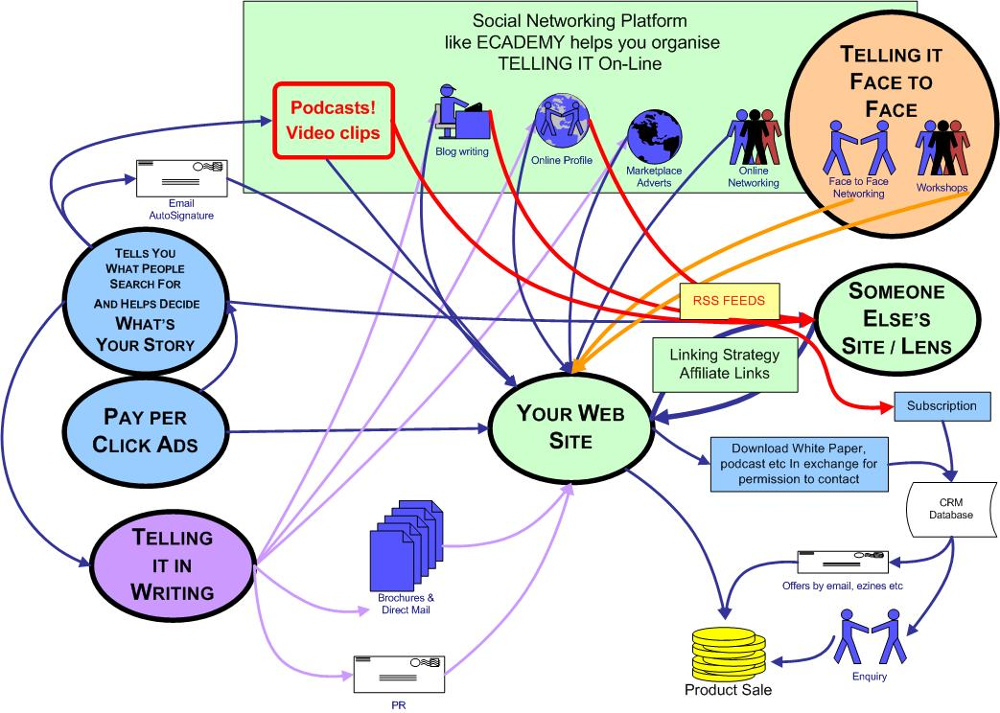 Social Networking Platform
like ECADEMY helps you organise
TELLING IT On-Line
TELLING IT
FACE TO
FACE
Podcasts!
Video clips
Blog writing
Online Profile
Marketplace
Adverts
Online
Networking
Face to Face
Networking
Workshops
Email
AutoSignature
TELLS YOU
WHAT PEOPLE
SEARCH FOR
AND HELPS DECIDE
WHAT'S
YOUR STORY
RSS FEEDS
SOMEONE
ELSE'S
SITE / LENS
Linking Strategy
Affiliate Links
PAY PER
CLICK ADS
YOUR WEB
SITE
Subscription
Download White Paper,
podcast etc In exchange for
permission to contact
CRM
Database
TELLING
IT IN
WRITING
Brochures &
Direct Mail
Offers by email, ezines etc
Enquiry
Product Sale
PR